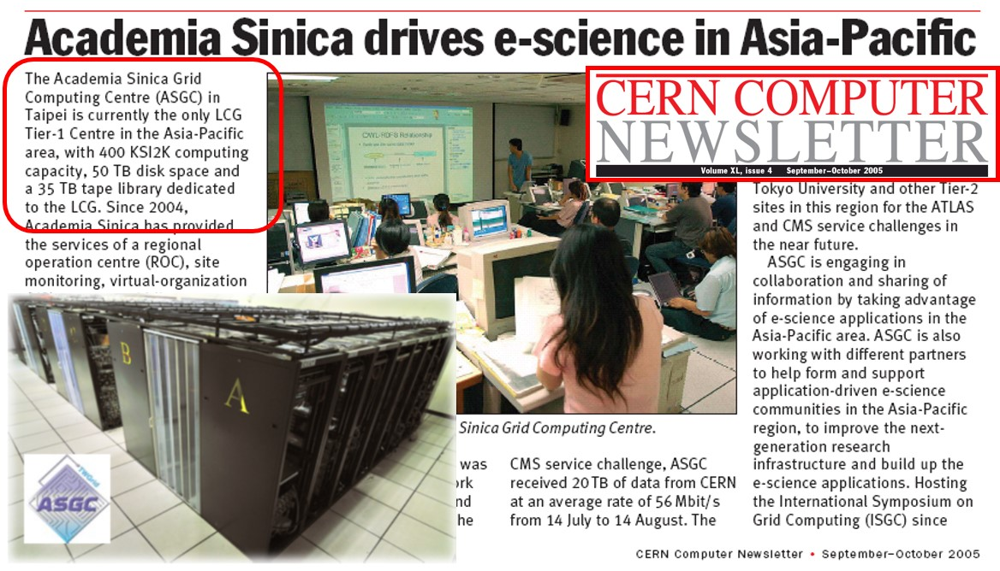 Academia Sinica drives e-science in Asia-Pacific
The Academia Sinica Grid
Computing Centre (ASGC) in
Taipei is currently the only LCG
Tier-1 Centre in the Asia-Pacific
area, with 400 KSI2K computing
capacity, 50 TB disk space and
a 35 TB tape library dedicated
to the LCG. Since 2004,
Academia Sinica has provided
the services of a regional
operation centre (ROC), site
monitoring, virtual-organization
CERN COMPUTER
NEWSLETTER
Volume XL, issue 4 September–October 2005
Relationship
B
A
TWGrid
ASGC
Sinica Grid Computing Centre.
was
he
CMS service challenge, ASGC
received 20 TB of data from CERN
at an average rate of 56 Mbit/s
from 14 July to 14 August. The
Tokyo University and other Tier-2
sites in this region for the ATLAS
and CMS service challenges in
the near future.
ASGC is engaging in
collaboration and sharing of
information by taking advantage
of e-science applications in the
Asia-Pacific area. ASGC is also
working with different partners
to help form and support
application-driven e-science
communities in the Asia-Pacific
region, to improve the next-
generation research
infrastructure and build up the
e-science applications. Hosting
the International Symposium on
Grid Computing (ISGC) since
CERN Computer Newsletter • September–October 2005